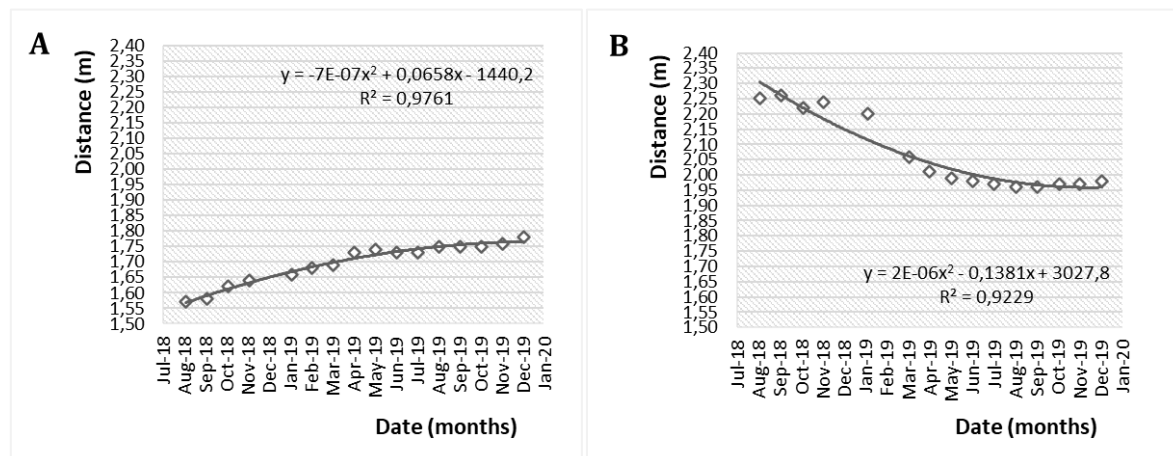 A
Distance (m)
2,40
2,35
2,30
2,25
2,20
2,15
2,10
2,05
2,00
1,95
1,90
1,85
1,80
1,75
1,70
1,65
1,60
1,55
1,50
y = -7E-07x² + 0,0658x - 1440,2
R² = 0,9761
Jul-18
Aug-18
Sep-18
Oct-18
Nov-18
Dec-18
Jan-19
Feb-19
Mar-19
Apr-19
May-19
Jun-19
Jul-19
Aug-19
Sep-19
Oct-19
Nov-19
Dec-19
Jan-20
Date (months)
B
Distance (m)
2,40
2,35
2,30
2,25
2,20
2,15
2,10
2,05
2,00
1,95
1,90
1,85
1,80
1,75
1,70
1,65
1,60
1,55
1,50
y = 2E-06x² - 0,1381x + 3027,8
R² = 0,9229
Jul-18
Aug-18
Sep-18
Oct-18
Nov-18
Dec-18
Jan-19
Feb-19
Mar-19
Apr-19
May-19
Jun-19
Jul-19
Aug-19
Sep-19
Oct-19
Nov-19
Dec-19
Jan-20
Date (months)